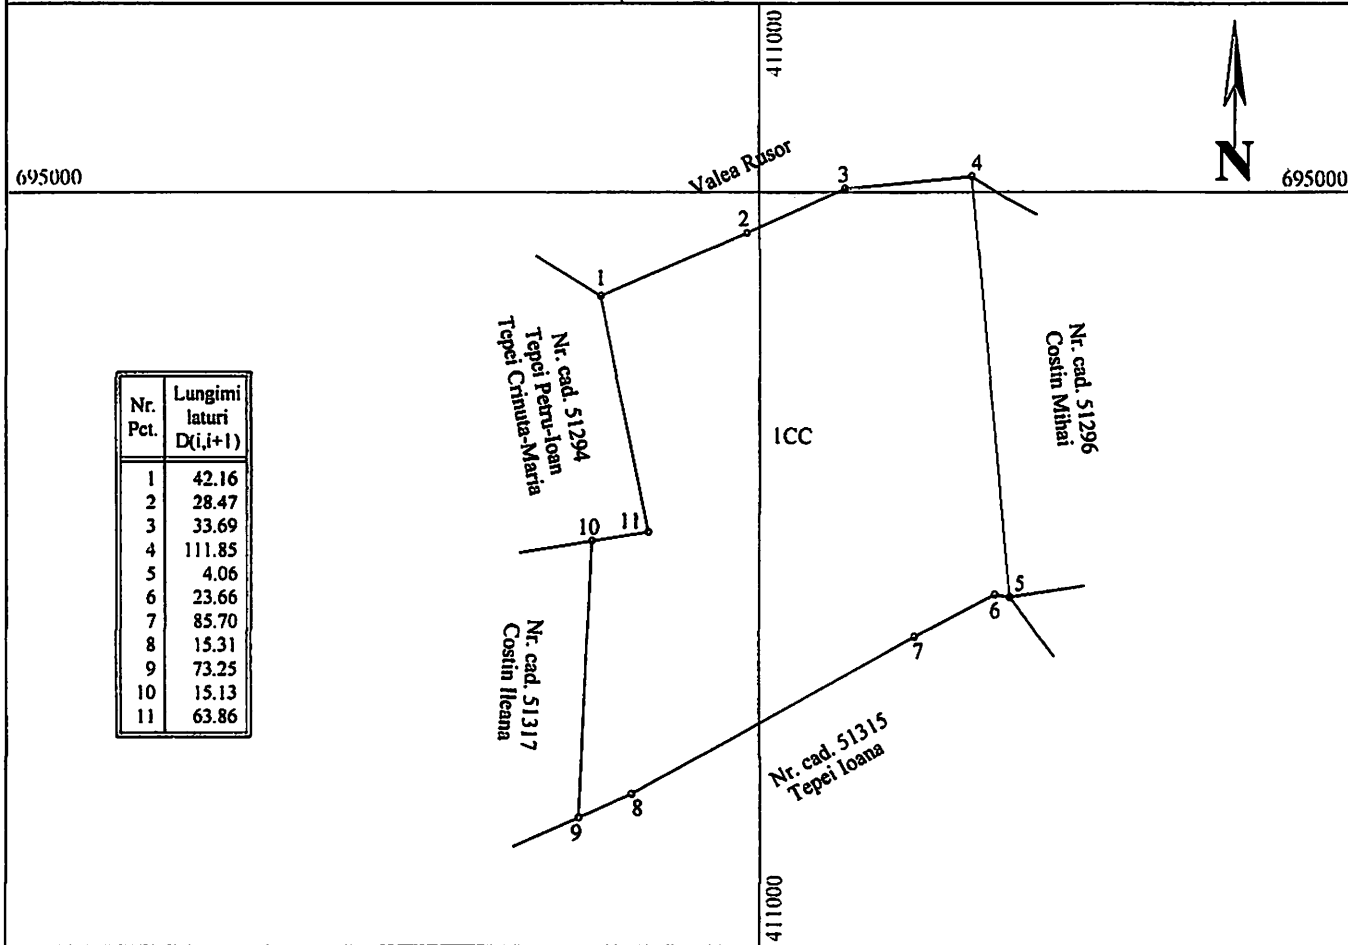 411000
695000
695000
N
Valea Rusor
1
2
3
4
Nr. cad. 51294
Tepei Petru-Ioan
Tepei Crinuta-Maria
Nr. cad. 51296
Costin Mihai
1CC
Nr. Pct. Lungimi laturi D(i,i+1)
1 42.16
2 28.47
3 33.69
4 111.85
5 4.06
6 23.66
7 85.70
8 15.31
9 73.25
10 15.13
11 63.86
10
11
5
6
7
Nr. cad. 51317
Costin Ileana
Nr. cad. 51315
Tepei Ioana
8
9
411000